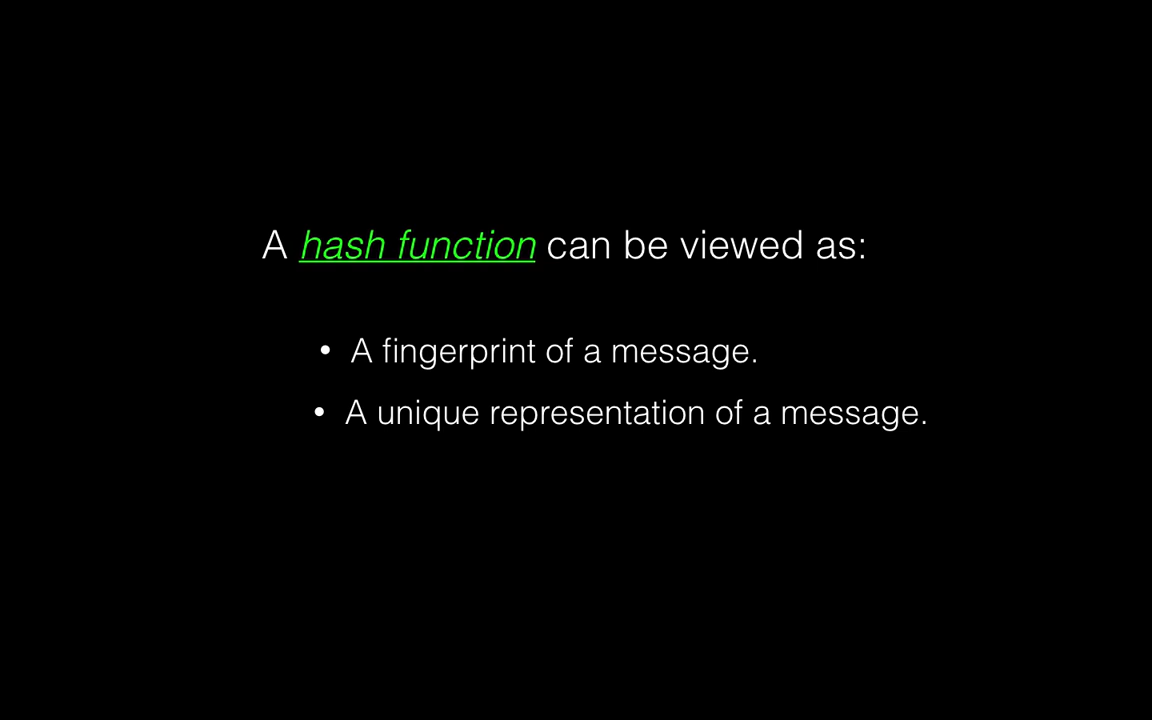 A hash function can be viewed as:
• A fingerprint of a message.
• A unique representation of a message.